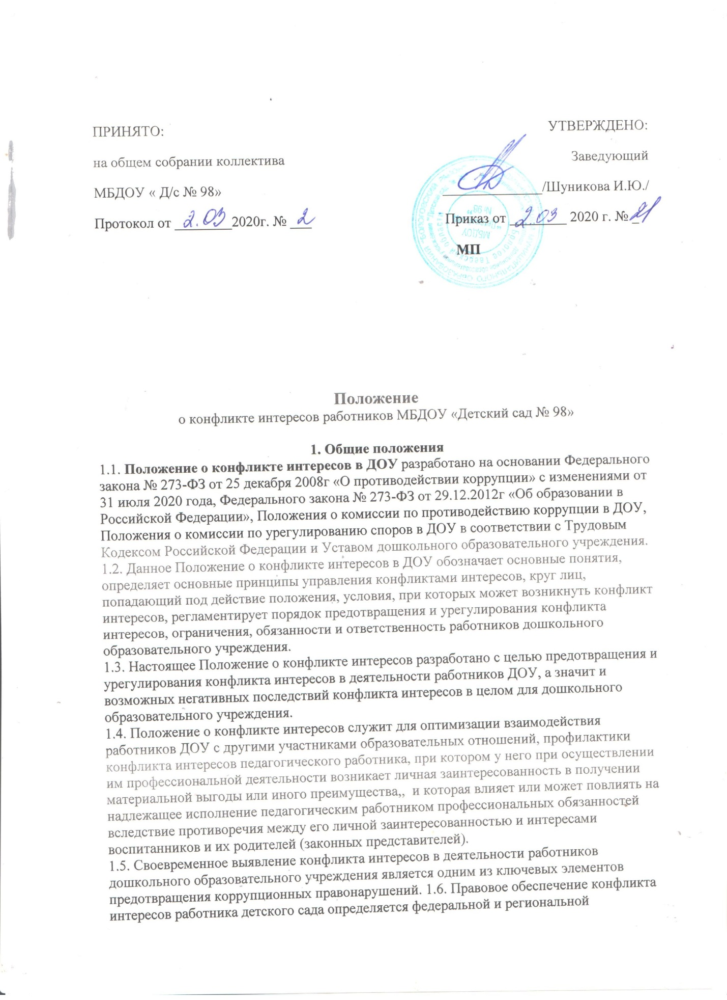 ПРИНЯТО:
на общем собрании коллектива
МБДОУ « Д/с № 98»
Протокол от 2.03 2020г. № 2
УТВЕРЖДЕНО:
Заведующий
/Шуникова И.Ю./
Приказ от 2.03 2020 г. № 21
МП
МБДОУ
№ 98"
Положение
о конфликте интересов работников МБДОУ «Детский сад № 98»
1. Общие положения
1.1. Положение о конфликте интересов в ДОУ разработано на основании Федерального
закона № 273-ФЗ от 25 декабря 2008г «О противодействии коррупции» с изменениями от
31 июля 2020 года, Федерального закона № 273-ФЗ от 29.12.2012г «Об образовании в
Российской Федерации», Положения о комиссии по противодействию коррупции в ДОУ,
Положения о комиссии по урегулированию споров в ДОУ в соответствии с Трудовым
Кодексом Российской Федерации и Уставом дошкольного образовательного учреждения.
1.2. Данное Положение о конфликте интересов в ДОУ обозначает основные понятия,
определяет основные принципы управления конфликтами интересов, круг лиц,
попадающий под действие положения, условия, при которых может возникнуть конфликт
интересов, регламентирует порядок предотвращения и урегулирования конфликта
интересов, ограничения, обязанности и ответственность работников дошкольного
образовательного учреждения.
1.3. Настоящее Положение о конфликте интересов разработано с целью предотвращения и
урегулирования конфликта интересов в деятельности работников ДОУ, а значит и
возможных негативных последствий конфликта интересов в целом для дошкольного
образовательного учреждения.
1.4. Положение о конфликте интересов служит для оптимизации взаимодействия
работников ДОУ с другими участниками образовательных отношений, профилактики
конфликта интересов педагогического работника, при котором у него при осуществлении
им профессиональной деятельности возникает личная заинтересованность в получении
материальной выгоды или иного преимущества,, и которая влияет или может повлиять на
надлежащее исполнение педагогическим работником профессиональных обязанностей
вследствие противоречия между его личной заинтересованностью и интересами
воспитанников и их родителей (законных представителей).
1.5. Своевременное выявление конфликта интересов в деятельности работников
дошкольного образовательного учреждения является одним из ключевых элементов
предотвращения коррупционных правонарушений. 1.6. Правовое обеспечение конфликта
интересов работника детского сада определяется федеральной и региональной